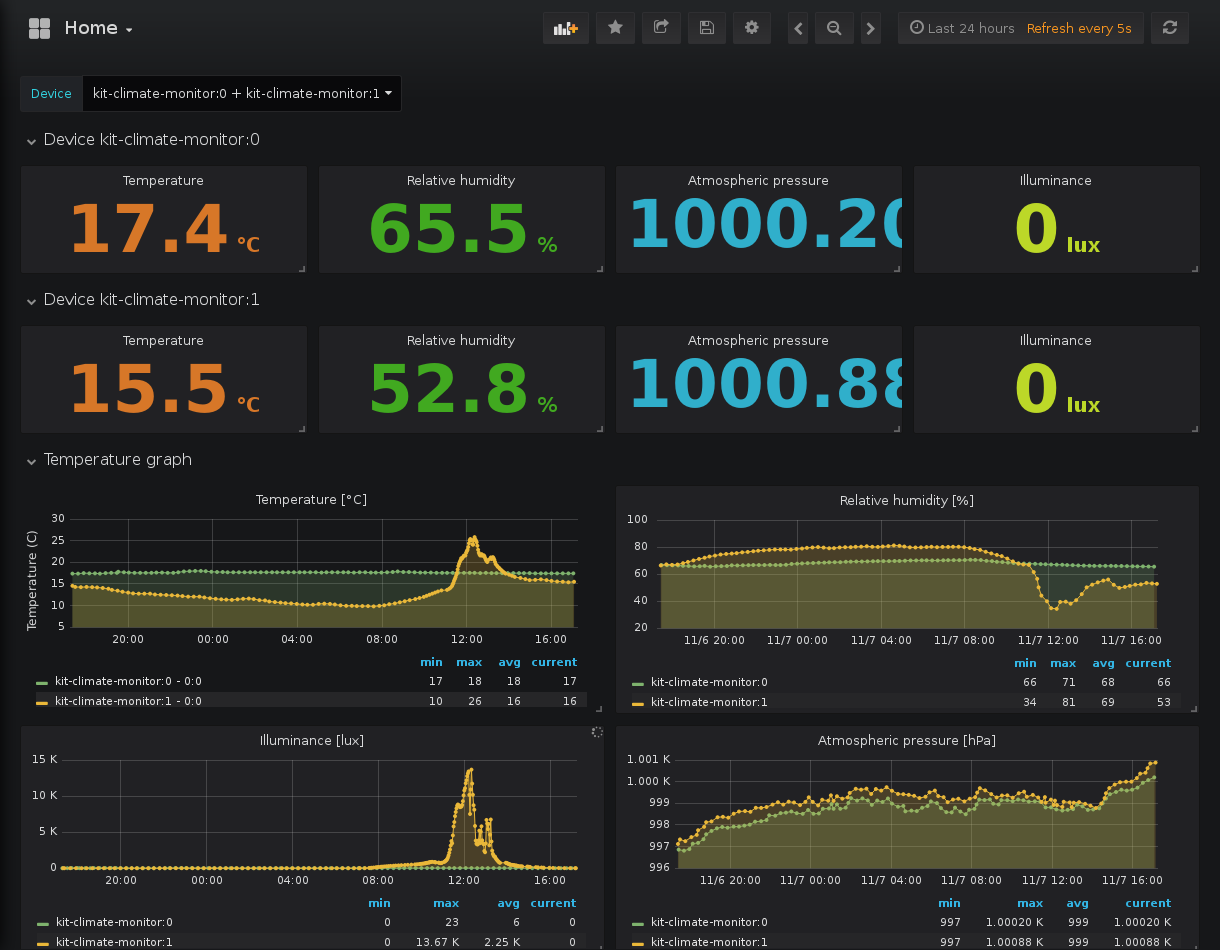 Home
Last 24 hours Refresh every 5s
Device kit-climate-monitor:0 + kit-climate-monitor:1
Device kit-climate-monitor:0
Temperature Relative humidity Atmospheric pressure Illuminance
17.4 °C 65.5 % 1000.20 0 lux
Device kit-climate-monitor:1
Temperature Relative humidity Atmospheric pressure Illuminance
15.5 °C 52.8 % 1000.88 0 lux
Temperature graph
Temperature [°C]
Temperature (C)
30
25
20
15
10
5
20:00 00:00 04:00 08:00 12:00 16:00
min max avg current
kit-climate-monitor:0 - 0:0 17 18 18 17
kit-climate-monitor:1 - 0:0 10 26 16 16
Relative humidity [%]
100
80
60
40
20
11/6 20:00 11/7 00:00 11/7 04:00 11/7 08:00 11/7 12:00 11/7 16:00
min max avg current
kit-climate-monitor:0 66 71 68 66
kit-climate-monitor:1 34 81 69 53
Illuminance [lux]
15 K
10 K
5 K
0
20:00 00:00 04:00 08:00 12:00 16:00
min max avg current
kit-climate-monitor:0 0 23 6 0
kit-climate-monitor:1 0 13.67 K 2.25 K 0
Atmospheric pressure [hPa]
1.001 K
1.000 K
999
998
997
996
11/6 20:00 11/7 00:00 11/7 04:00 11/7 08:00 11/7 12:00 11/7 16:00
min max avg current
kit-climate-monitor:0 997 1.00020 K 999 1.00020 K
kit-climate-monitor:1 997 1.00088 K 999 1.00088 K